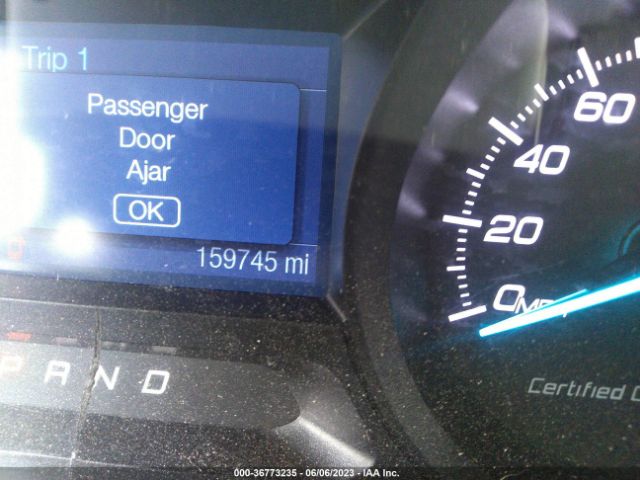 Trip 1
Passenger
Door
Ajar
OK
159745 mi
60
40
20
0
P R N D
Certified
000-36773235 - 06/06/2023 - IAA Inc.